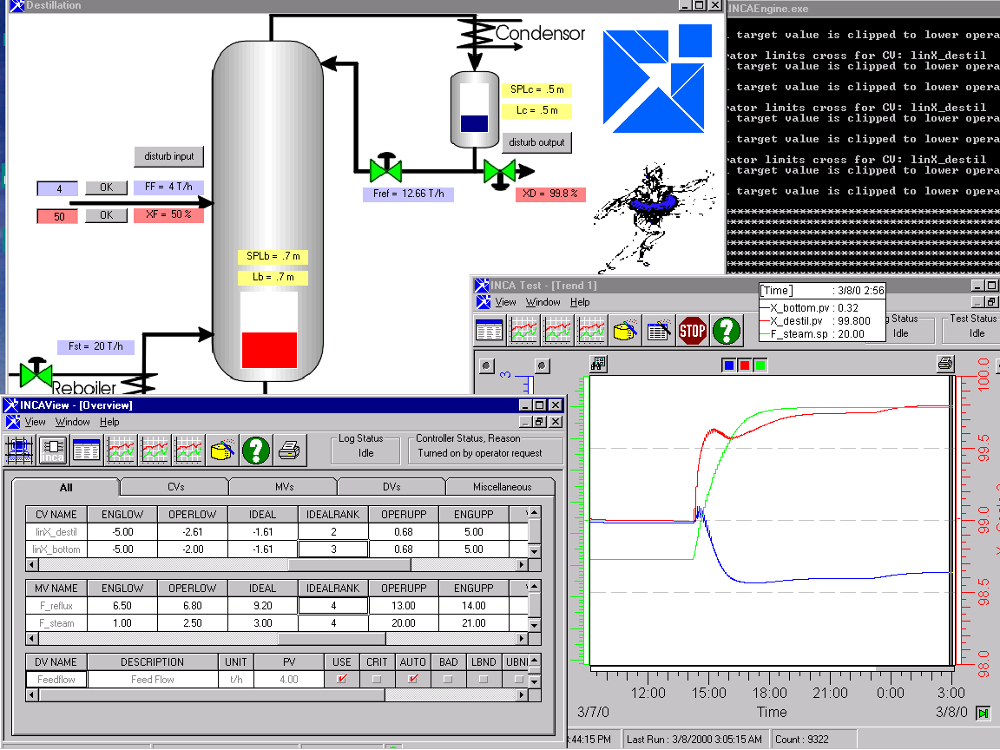 Destillation
Condensor
SPLc = .5 m
Lc = .5 m
disturb output
disturb input
4 OK FF = 4 T/h
50 OK XF = 50 %
Fref = 12.66 T/h
XD = 99.8 %
SPLb = .7 m
Lb = .7 m
Fst = 20 T/h
Reboiler
INCAEngine.exe
. target value is clipped to lower opera
ator limits cross for CV: linX_destil
. target value is clipped to lower opera
. target value is clipped to lower opera
ator limits cross for CV: linX_destil
. target value is clipped to lower opera
. target value is clipped to lower opera
ator limits cross for CV: linX_destil
. target value is clipped to lower opera
. target value is clipped to lower opera
****************************
****************************
****************************
****************************
****************************
****************************
INCA Test - [Trend 1]
View Window Help
[Time] : 3/8/0 2:56
X_bottom.pv : 0.32
X_destil.pv : 99.800
F_steam.sp : 20.00
g Status
Idle
Test Status
Idle
STOP
?
3
100.0
99.5
99.0
98.5
98.0
12:00 15:00 18:00 21:00 0:00 3:00
3/7/0 Time 3/8/0
:44:15 PM Last Run : 3/8/2000 3:05:15 AM Count : 9322
INCAView - [Overview]
View Window Help
inca
?
Log Status
Idle
Controller Status, Reason
Turned on by operator request
All CVs MVs DVs Miscellaneous
CV NAME ENGLOW OPERLOW IDEAL IDEALRANK OPERUPP ENGUPP
linX_destil -5.00 -2.61 -1.61 2 0.68 5.00
linX_bottom -5.00 -2.00 -1.61 3 0.68 5.00
MV NAME ENGLOW OPERLOW IDEAL IDEALRANK OPERUPP ENGUPP
F_reflux 6.50 6.80 9.20 4 13.00 14.00
F_steam 1.00 2.50 3.00 4 20.00 21.00
DV NAME DESCRIPTION UNIT PV USE CRIT AUTO BAD LBND UBN
Feedflow Feed Flow t/h 4.00